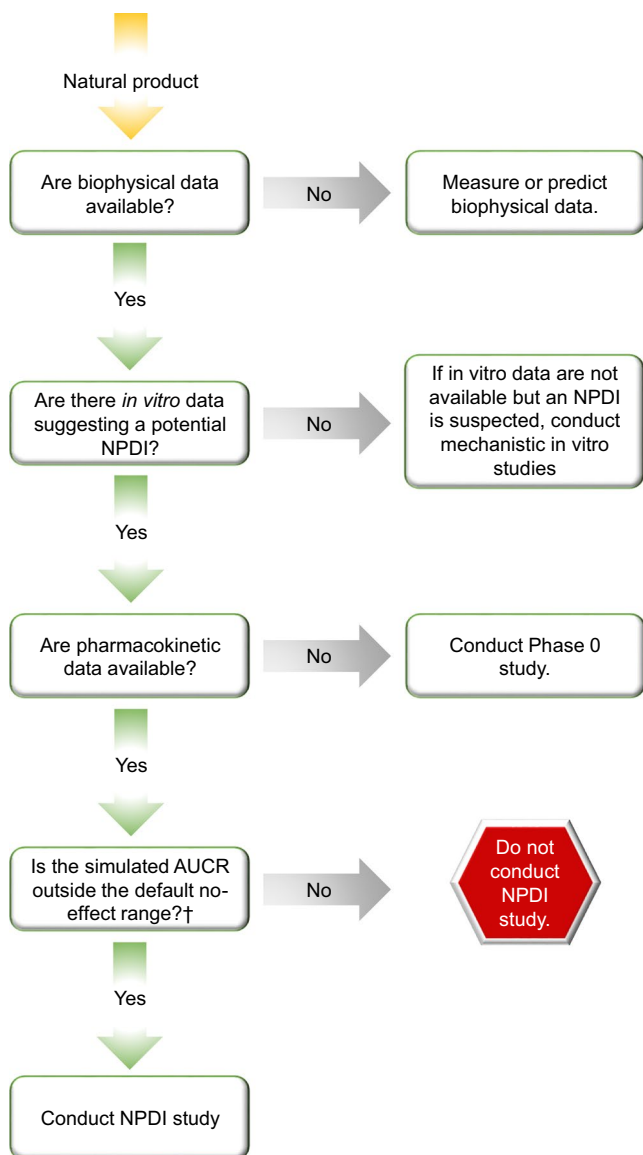 Natural product
Are biophysical data
available?
No
Measure or predict
biophysical data.
Yes
Are there in vitro data
suggesting a potential
NPDI?
No
If in vitro data are not
available but an NPDI
is suspected, conduct
mechanistic in vitro
studies
Yes
Are pharmacokinetic
data available?
No
Conduct Phase 0
study.
Yes
Is the simulated AUCR
outside the default no-
effect range?†
No
Do not
conduct
NPDI
study.
Yes
Conduct NPDI study